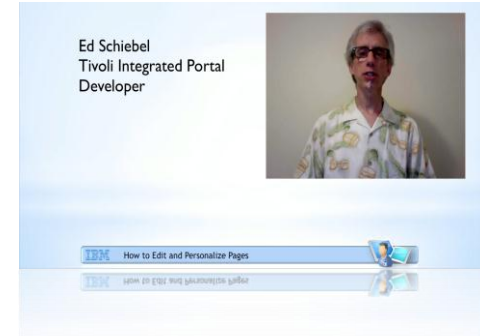 Ed Schiebel
Tivoli Integrated Portal
Developer
IBM How to Edit and Personalize Pages